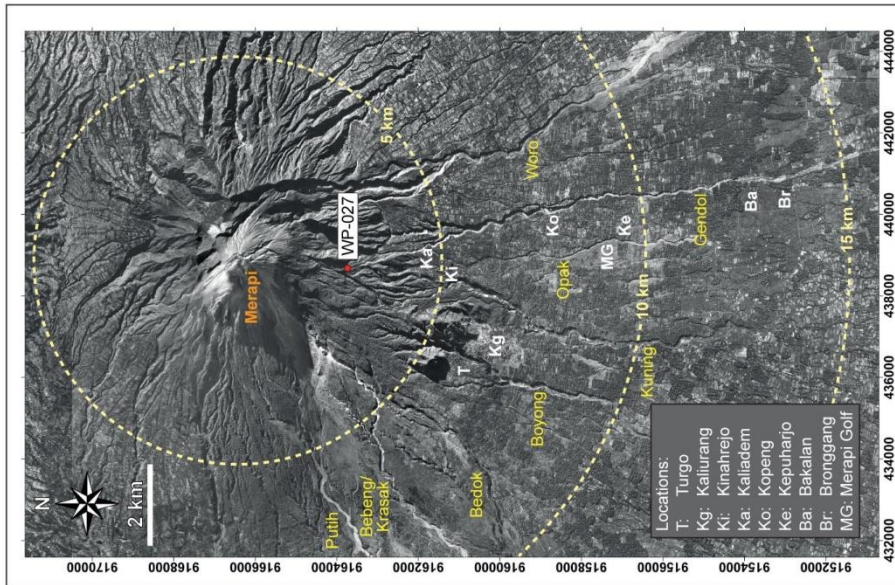 N
2 km
Merapi
WP-027
5 km
10 km
15 km
Putih
Bebeng/
Krasak
Bedok
Boyong
Kuning
Opak
Gendol
Woro
T
Kg
Ki
Ka
Ko
MG
Ke
Ba
Br
Locations:
T: Turgo
Kg: Kaliurang
Ki: Kinahrejo
Ka: Kaliadem
Ko: Kopeng
Ke: Kepuharjo
Ba: Bakalan
Br: Bronggang
MG: Merapi Golf
9170000
9168000
9166000
9164000
9162000
9160000
9158000
9156000
9154000
9152000
432000
434000
436000
438000
440000
442000
444000